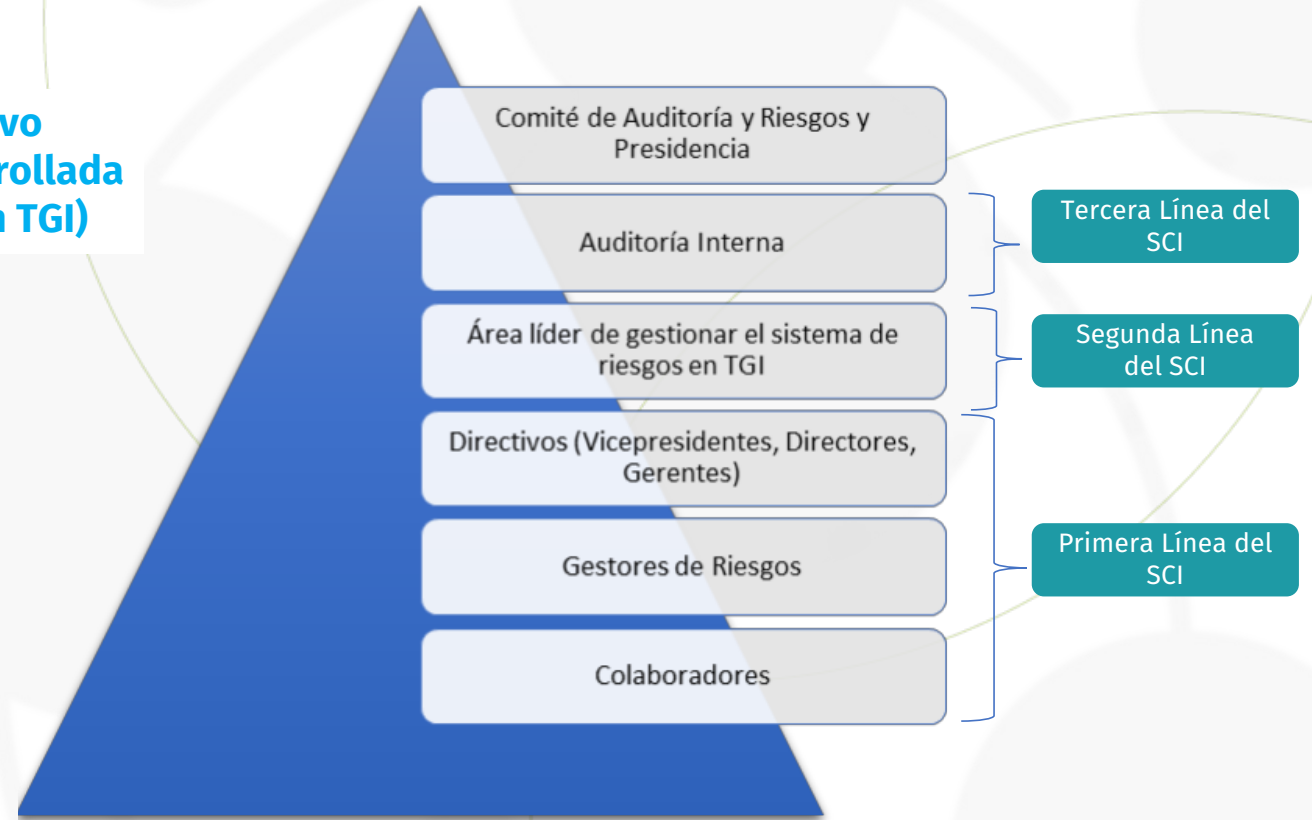 vo
rollada
TGI)
Comité de Auditoría y Riesgos y
Presidencia
Auditoría Interna
Tercera Línea del
SCI
Área líder de gestionar el sistema de
riesgos en TGI
Segunda Línea
del SCI
Directivos (Vicepresidentes, Directores,
Gerentes)
Gestores de Riesgos
Primera Línea del
SCI
Colaboradores